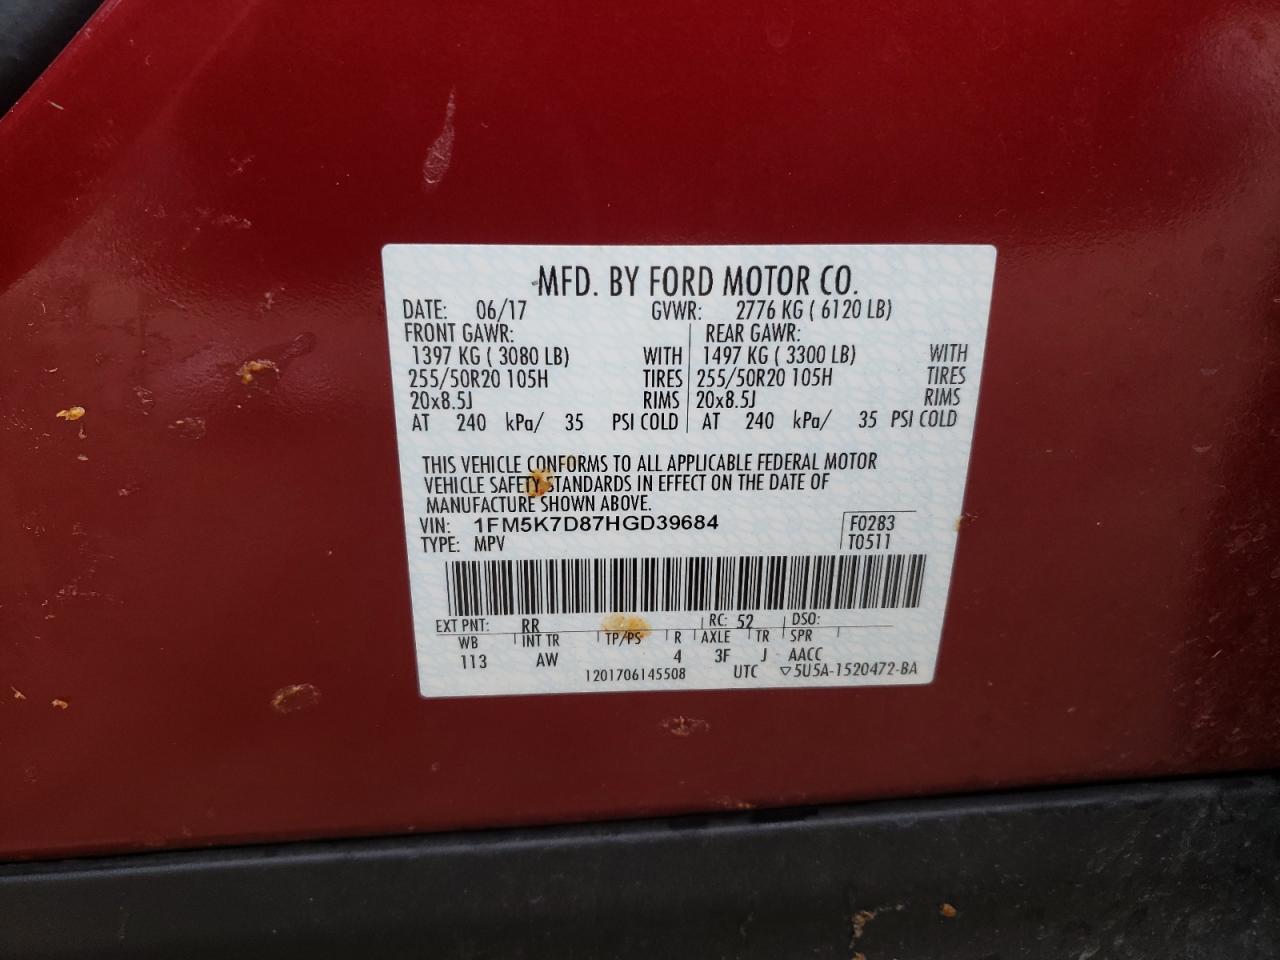 MFD. BY FORD MOTOR CO.
DATE: 06/17 GVWR: 2776 KG ( 6120 LB)
FRONT GAWR: REAR GAWR:
1397 KG ( 3080 LB) WITH 1497 KG ( 3300 LB) WITH
255/50R20 105H TIRES 255/50R20 105H TIRES
20x8.5J RIMS 20x8.5J RIMS
AT 240 kPa/ 35 PSI COLD AT 240 kPa/ 35 PSI COLD
THIS VEHICLE CONFORMS TO ALL APPLICABLE FEDERAL MOTOR
VEHICLE SAFETY STANDARDS IN EFFECT ON THE DATE OF
MANUFACTURE SHOWN ABOVE.
VIN: 1FM5K7D87HGD39684 F0283
TYPE: MPV T0511
EXT PNT: RR RC: 52 DSO:
WB INT TR TP/PS R AXLE TR SPR
113 AW 4 3F J AACC
1201706145508 UTC ▽5U5A-1520472-BA